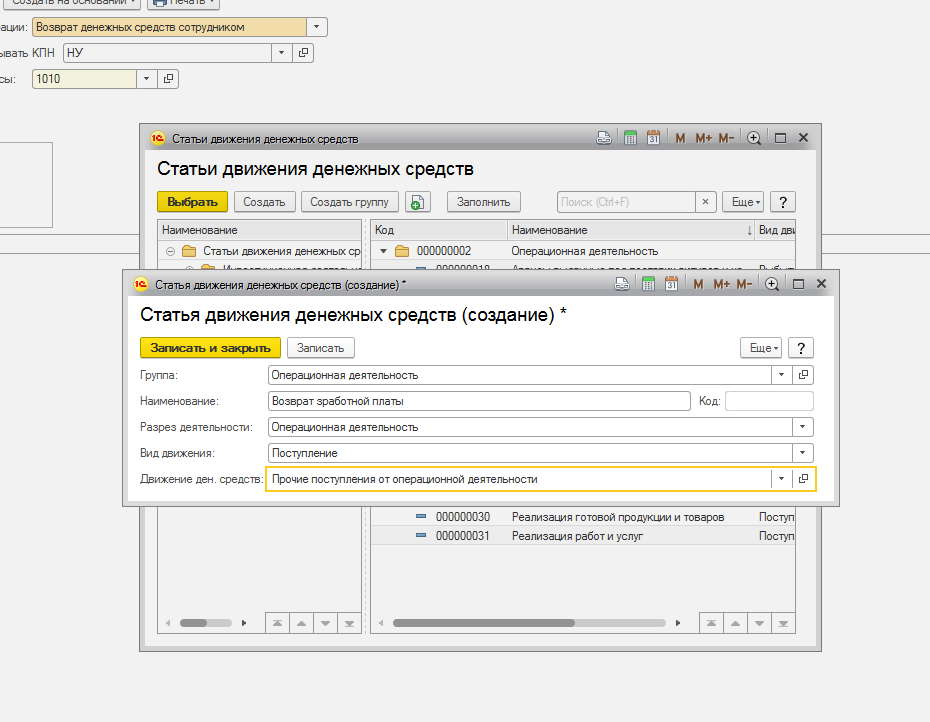 Создать на основании
Печать
ации: Возврат денежных средств сотрудником
ывать КПН НУ
сы: 1010
Статьи движения денежных средств
M M+ M-
Статьи движения денежных средств
Выбрать Создать Создать группу Заполнить Поиск (Ctrl+F) × Еще ?
Наименование Код Наименование ↓ Вид дви
Статьи движения денежных ср 000000002 Операционная деятельность
Статья движения денежных средств (создание) *
M M+ M-
Статья движения денежных средств (создание) *
Записать и закрыть Записать Еще ?
Группа: Операционная деятельность
Наименование: Возврат зработной платы Код:
Разрез деятельности: Операционная деятельность
Вид движения: Поступление
Движение ден. средств: Прочие поступления от операционной деятельности
000000030 Реализация готовой продукции и товаров Поступ
000000031 Реализация работ и услуг Поступ